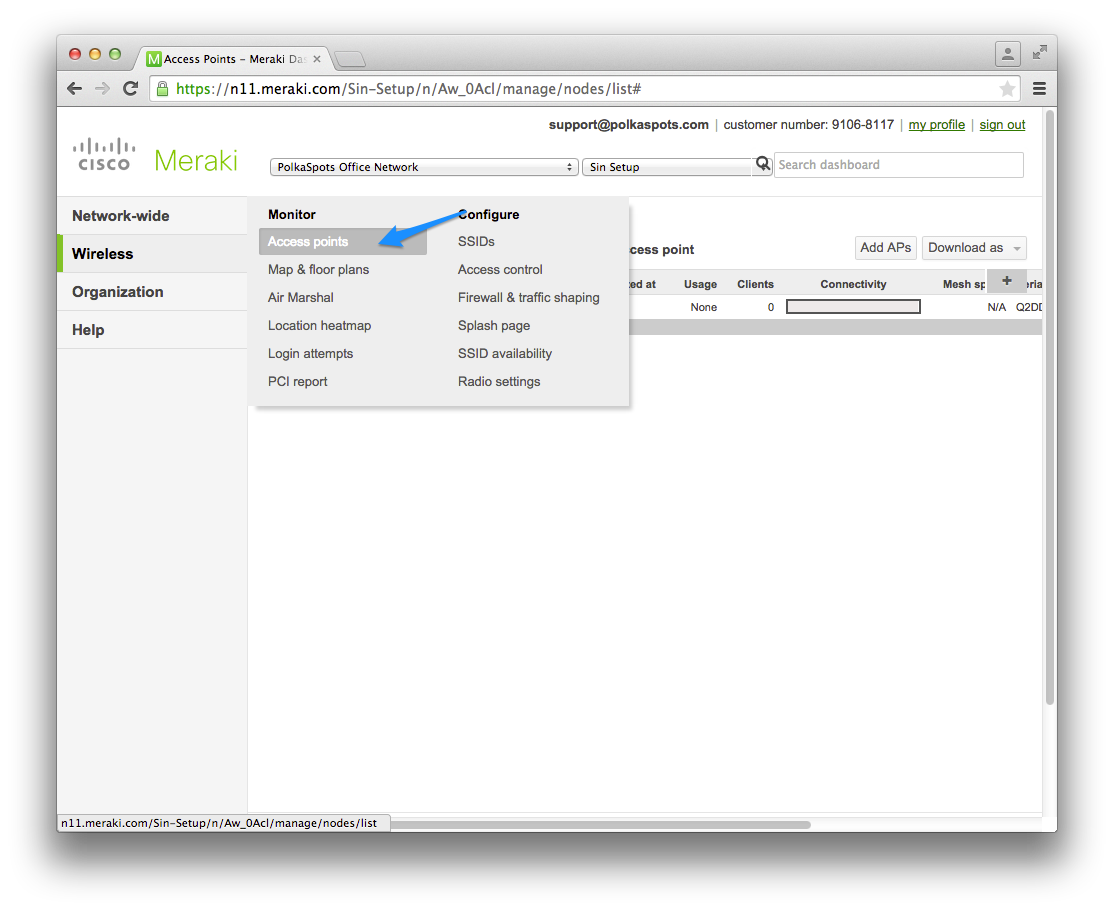 Access Points – Meraki Da
https://n11.meraki.com/Sin-Setup/n/Aw_0Acl/manage/nodes/list#
support@polkaspots.com | customer number: 9106-8117 | my profile | sign out
cisco Meraki
PolkaSpots Office Network Sin Setup Search dashboard
Network-wide
Wireless
Organization
Help
Monitor
Access points
Map & floor plans
Air Marshal
Location heatmap
Login attempts
PCI report
Configure
SSIDs
Access control
Firewall & traffic shaping
Splash page
SSID availability
Radio settings
cess point Add APs Download as
ed at Usage Clients Connectivity Mesh sp + eria
None 0 N/A Q2DD
n11.meraki.com/Sin-Setup/n/Aw_0Acl/manage/nodes/list